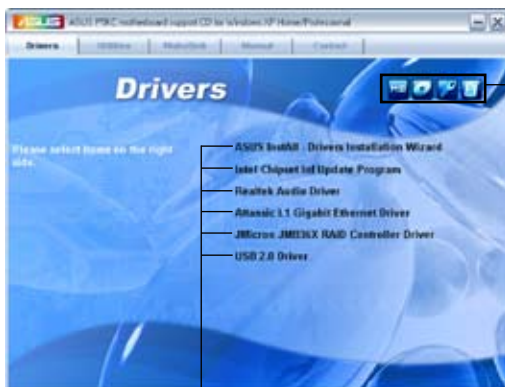 ASUS P5KC motherboard support CD for Windows XP Home/Professional
Drivers Utilities Make Disk Manual Contact
Drivers
Please select items on the right side.
ASUS InstAll - Drivers Installation Wizard
Intel Chipset Inf Update Program
Realtek Audio Driver
Attansic L1 Gigabit Ethernet Driver
JMicron JMB36X RAID Controller Driver
USB 2.0 Driver